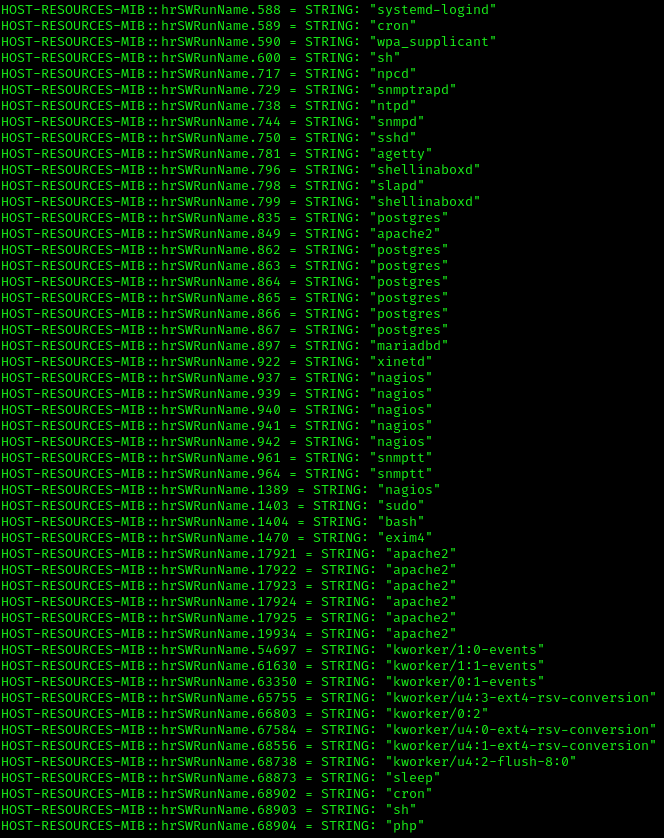 HOST-RESOURCES-MIB::hrSWRunName.588 = STRING: "systemd-logind"
HOST-RESOURCES-MIB::hrSWRunName.589 = STRING: "cron"
HOST-RESOURCES-MIB::hrSWRunName.590 = STRING: "wpa_supplicant"
HOST-RESOURCES-MIB::hrSWRunName.600 = STRING: "sh"
HOST-RESOURCES-MIB::hrSWRunName.717 = STRING: "npcd"
HOST-RESOURCES-MIB::hrSWRunName.729 = STRING: "snmptrapd"
HOST-RESOURCES-MIB::hrSWRunName.738 = STRING: "ntpd"
HOST-RESOURCES-MIB::hrSWRunName.744 = STRING: "snmpd"
HOST-RESOURCES-MIB::hrSWRunName.750 = STRING: "sshd"
HOST-RESOURCES-MIB::hrSWRunName.781 = STRING: "agetty"
HOST-RESOURCES-MIB::hrSWRunName.796 = STRING: "shellinaboxd"
HOST-RESOURCES-MIB::hrSWRunName.798 = STRING: "slapd"
HOST-RESOURCES-MIB::hrSWRunName.799 = STRING: "shellinaboxd"
HOST-RESOURCES-MIB::hrSWRunName.835 = STRING: "postgres"
HOST-RESOURCES-MIB::hrSWRunName.849 = STRING: "apache2"
HOST-RESOURCES-MIB::hrSWRunName.862 = STRING: "postgres"
HOST-RESOURCES-MIB::hrSWRunName.863 = STRING: "postgres"
HOST-RESOURCES-MIB::hrSWRunName.864 = STRING: "postgres"
HOST-RESOURCES-MIB::hrSWRunName.865 = STRING: "postgres"
HOST-RESOURCES-MIB::hrSWRunName.866 = STRING: "postgres"
HOST-RESOURCES-MIB::hrSWRunName.867 = STRING: "postgres"
HOST-RESOURCES-MIB::hrSWRunName.897 = STRING: "mariadbd"
HOST-RESOURCES-MIB::hrSWRunName.922 = STRING: "xinetd"
HOST-RESOURCES-MIB::hrSWRunName.937 = STRING: "nagios"
HOST-RESOURCES-MIB::hrSWRunName.939 = STRING: "nagios"
HOST-RESOURCES-MIB::hrSWRunName.940 = STRING: "nagios"
HOST-RESOURCES-MIB::hrSWRunName.941 = STRING: "nagios"
HOST-RESOURCES-MIB::hrSWRunName.942 = STRING: "nagios"
HOST-RESOURCES-MIB::hrSWRunName.961 = STRING: "snmptt"
HOST-RESOURCES-MIB::hrSWRunName.964 = STRING: "snmptt"
HOST-RESOURCES-MIB::hrSWRunName.1389 = STRING: "nagios"
HOST-RESOURCES-MIB::hrSWRunName.1403 = STRING: "sudo"
HOST-RESOURCES-MIB::hrSWRunName.1404 = STRING: "bash"
HOST-RESOURCES-MIB::hrSWRunName.1470 = STRING: "exim4"
HOST-RESOURCES-MIB::hrSWRunName.17921 = STRING: "apache2"
HOST-RESOURCES-MIB::hrSWRunName.17922 = STRING: "apache2"
HOST-RESOURCES-MIB::hrSWRunName.17923 = STRING: "apache2"
HOST-RESOURCES-MIB::hrSWRunName.17924 = STRING: "apache2"
HOST-RESOURCES-MIB::hrSWRunName.17925 = STRING: "apache2"
HOST-RESOURCES-MIB::hrSWRunName.19934 = STRING: "apache2"
HOST-RESOURCES-MIB::hrSWRunName.54697 = STRING: "kworker/1:0-events"
HOST-RESOURCES-MIB::hrSWRunName.61630 = STRING: "kworker/1:1-events"
HOST-RESOURCES-MIB::hrSWRunName.63350 = STRING: "kworker/0:1-events"
HOST-RESOURCES-MIB::hrSWRunName.65755 = STRING: "kworker/u4:3-ext4-rsv-conversion"
HOST-RESOURCES-MIB::hrSWRunName.66803 = STRING: "kworker/0:2"
HOST-RESOURCES-MIB::hrSWRunName.67584 = STRING: "kworker/u4:0-ext4-rsv-conversion"
HOST-RESOURCES-MIB::hrSWRunName.68556 = STRING: "kworker/u4:1-ext4-rsv-conversion"
HOST-RESOURCES-MIB::hrSWRunName.68738 = STRING: "kworker/u4:2-flush-8:0"
HOST-RESOURCES-MIB::hrSWRunName.68873 = STRING: "sleep"
HOST-RESOURCES-MIB::hrSWRunName.68902 = STRING: "cron"
HOST-RESOURCES-MIB::hrSWRunName.68903 = STRING: "sh"
HOST-RESOURCES-MIB::hrSWRunName.68904 = STRING: "php"